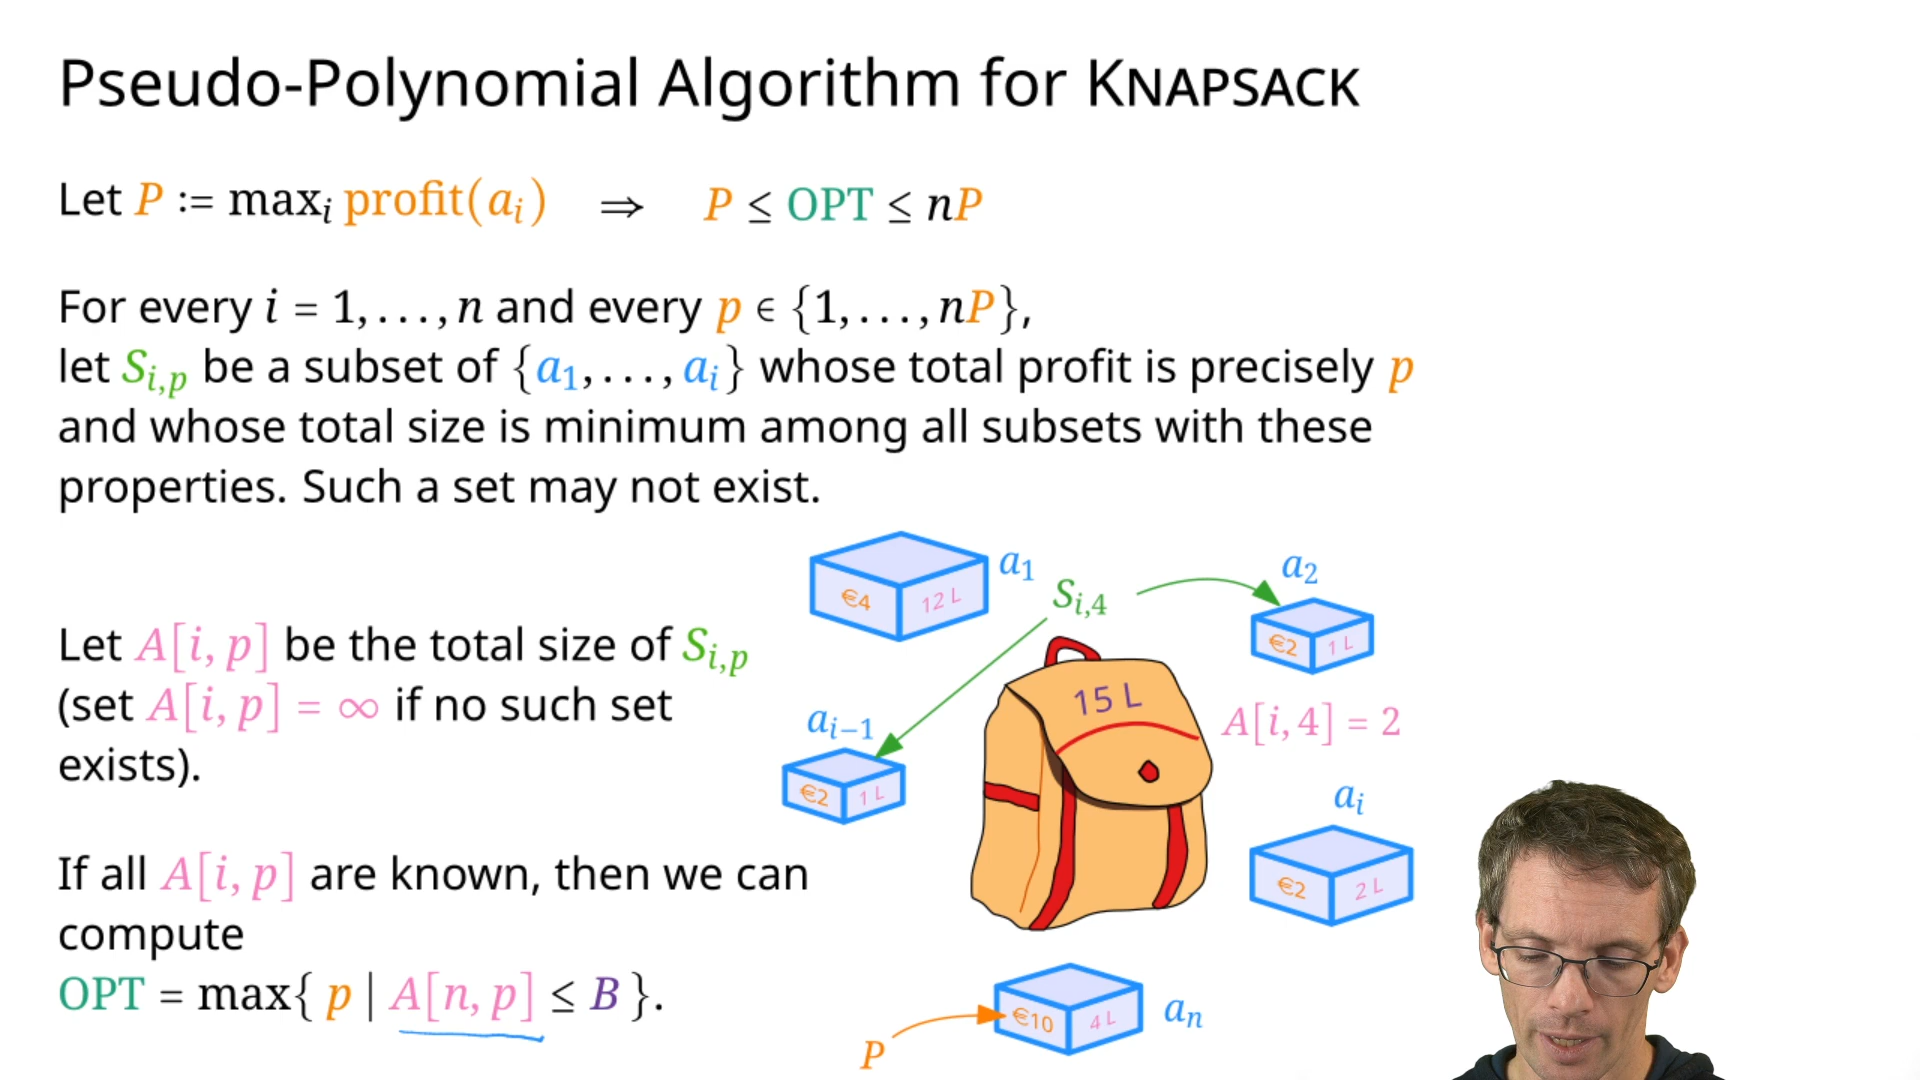 Pseudo-Polynomial Algorithm for KNAPSACK
Let P := maxᵢ profit(aᵢ) ⇒ P ≤ OPT ≤ nP
For every i = 1,...,n and every p ∈ {1,...,nP},
let Sᵢ,ₚ be a subset of {a₁,...,aᵢ} whose total profit is precisely p
and whose total size is minimum among all subsets with these
properties. Such a set may not exist.
Let A[i, p] be the total size of Sᵢ,ₚ
(set A[i, p] = ∞ if no such set
exists).
If all A[i, p] are known, then we can
compute
OPT = max{ p | A[n, p] ≤ B }.
a₁
€4 12 L
Sᵢ,₄
a₂
€2 1 L
15 L
A[i, 4] = 2
aᵢ₋₁
€2 1 L
aᵢ
€2 2 L
P
€10 4 L
aₙ